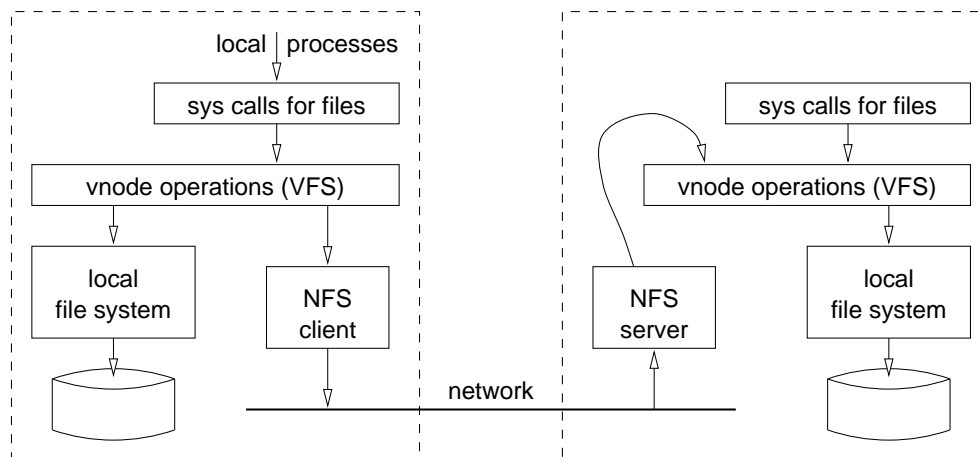 local processes
sys calls for files
vnode operations (VFS)
local
file system
NFS
client
network
sys calls for files
vnode operations (VFS)
NFS
server
local
file system